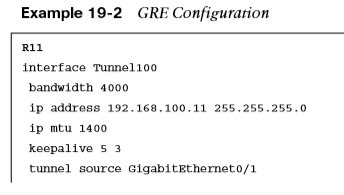 Example 19-2 GRE Configuration
R11
interface Tunnel100
bandwidth 4000
ip address 192.168.100.11 255.255.255.0
ip mtu 1400
keepalive 5 3
tunnel source GigabitEthernet0/1